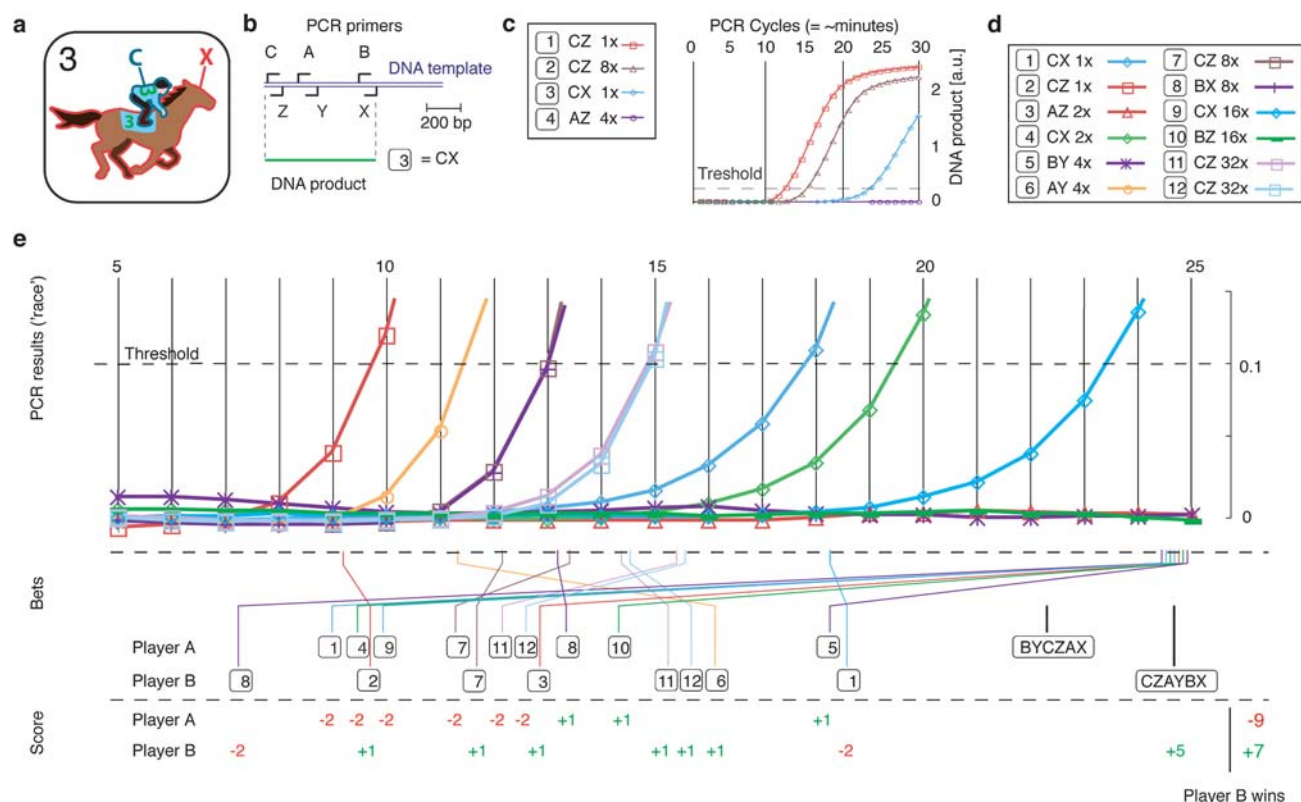 a
3
C
X
3
3
b
PCR primers
C A B
DNA template
Z Y X
200 bp
3 = CX
DNA product
c
1 CZ 1x
2 CZ 8x
3 CX 1x
4 AZ 4x
PCR Cycles (= ~minutes)
0 10 20 30
2
1
0
Treshold
DNA product [a.u.]
d
1 CX 1x
2 CZ 1x
3 AZ 2x
4 CX 2x
5 BY 4x
6 AY 4x
7 CZ 8x
8 BX 8x
9 CX 16x
10 BZ 16x
11 CZ 32x
12 CZ 32x
e
5 10 15 20 25
PCR results ('race')
Threshold
0.1
0
Bets
Player A 1 4 9 7 11 12 8 10 5 BYCZAX
Player B 8 2 7 3 11 12 6 1 CZAYBX
Score
Player A -2 -2 -2 -2 -2 -2 +1 +1 +1 -9
Player B -2 +1 +1 +1 +1 +1 +1 -2 +5 +7
Player B wins